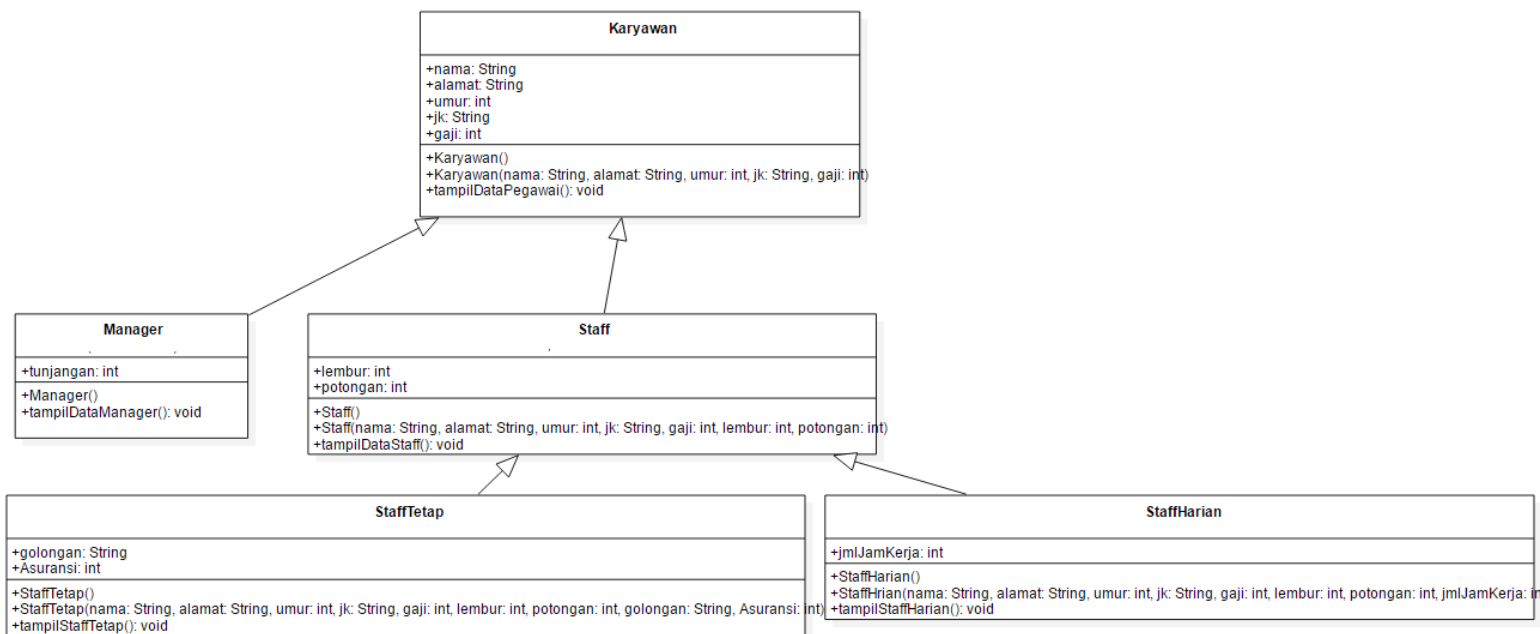 Karyawan
+nama: String
+alamat: String
+umur: int
+jk: String
+gaji: int
+Karyawan()
+Karyawan(nama: String, alamat: String, umur: int, jk: String, gaji: int)
+tampilDataPegawai(): void
Manager
+tunjangan: int
+Manager()
+tampilDataManager(): void
Staff
+lembur: int
+potongan: int
+Staff()
+Staff(nama: String, alamat: String, umur: int, jk: String, gaji: int, lembur: int, potongan: int)
+tampilDataStaff(): void
StaffTetap
+golongan: String
+Asuransi: int
+StaffTetap()
+StaffTetap(nama: String, alamat: String, umur: int, jk: String, gaji: int, lembur: int, potongan: int, golongan: String, Asuransi: int)
+tampilStaffTetap(): void
StaffHarian
+jmlJamKerja: int
+StaffHarian()
+StaffHrian(nama: String, alamat: String, umur: int, jk: String, gaji: int, lembur: int, potongan: int, jmlJamKerja: in
+tampilStaffHarian(): void